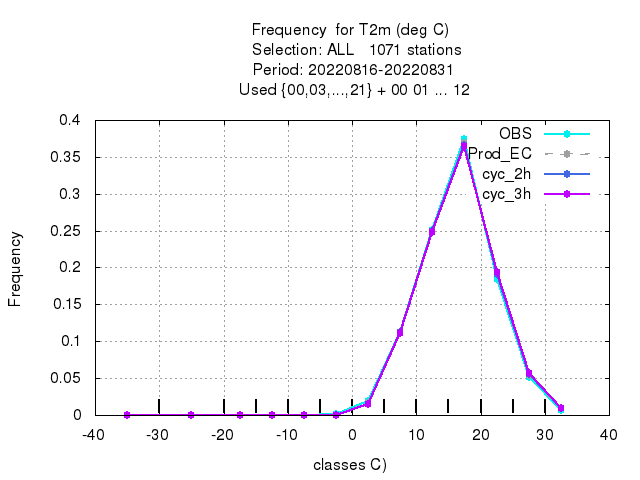 Frequency  for T2m (deg C)
Selection: ALL   1071 stations
Period: 20220816-20220831
Used {00,03,...,21} + 00 01 ... 12
OBS
Prod_EC
cyc_2h
cyc_3h
0.4
0.35
0.3
0.25
0.2
0.15
0.1
0.05
0
Frequency
-40 -30 -20 -10 0 10 20 30 40
classes C)